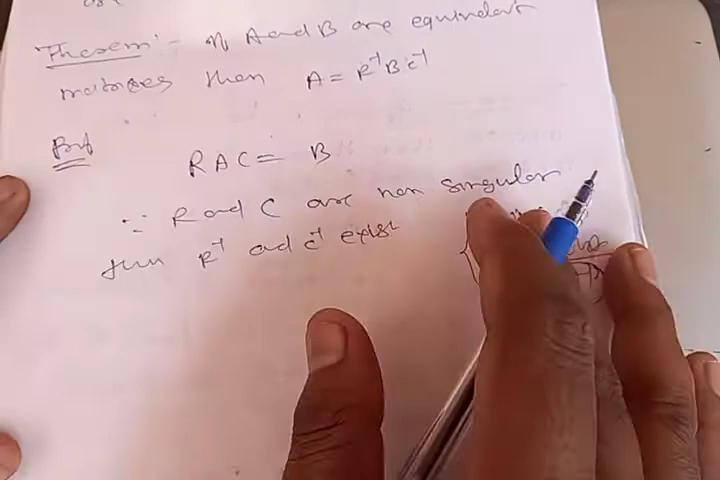 Theorem:- If A and B are equivalent
matrices then A = R⁻¹BC⁻¹
Prf
RAC = B
∵ R and C are non singular
then R⁻¹ and C⁻¹ exist